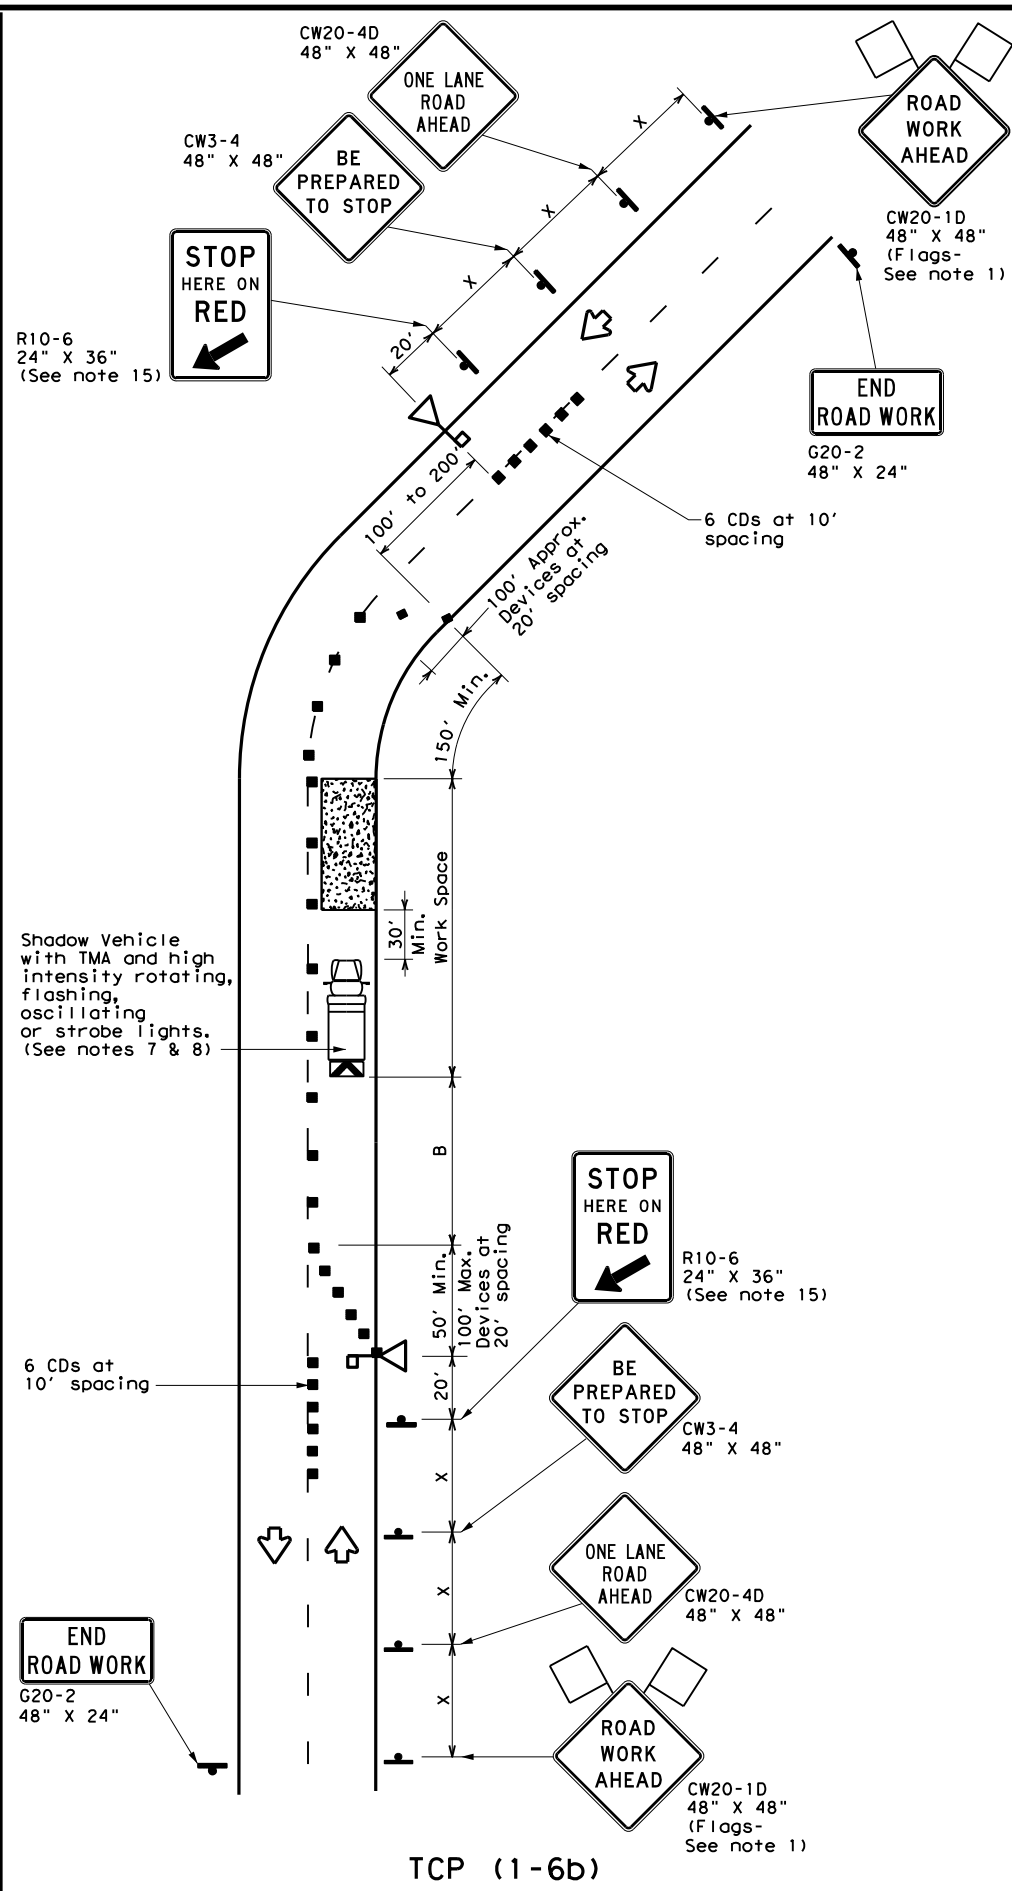 CW20-4D
48" X 48"
ONE LANE
ROAD
AHEAD
ROAD
WORK
AHEAD
CW20-1D
48" X 48"
(Flags-
See note 1)
CW3-4
48" X 48"
BE
PREPARED
TO STOP
X
X
X
20'
STOP
HERE ON
RED
R10-6
24" X 36"
(See note 15)
END
ROAD WORK
G20-2
48" X 24"
100' to 200'
6 CDs at 10'
spacing
100' Approx.
Devices at
20' spacing
150' Min.
Work Space
30'
Min.
Shadow Vehicle
with TMA and high
intensity rotating,
flashing,
oscillating
or strobe lights.
(See notes 7 & 8)
B
50' Min.
100' Max.
Devices at
20' spacing
STOP
HERE ON
RED
R10-6
24" X 36"
(See note 15)
6 CDs at
10' spacing
20'
BE
PREPARED
TO STOP
CW3-4
48" X 48"
X
ONE LANE
ROAD
AHEAD
CW20-4D
48" X 48"
X
END
ROAD WORK
G20-2
48" X 24"
X
ROAD
WORK
AHEAD
CW20-1D
48" X 48"
(Flags-
See note 1)
TCP (1-6b)